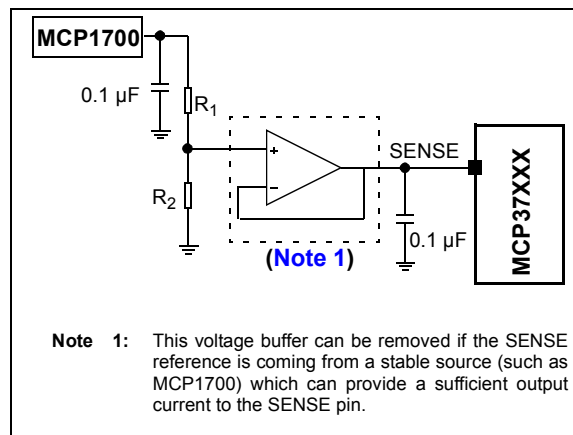 MCP1700
0.1 µF
R1
R2
+
–
SENSE
0.1 µF
MCP37XXX
(Note 1)
Note 1: This voltage buffer can be removed if the SENSE
reference is coming from a stable source (such as
MCP1700) which can provide a sufficient output
current to the SENSE pin.